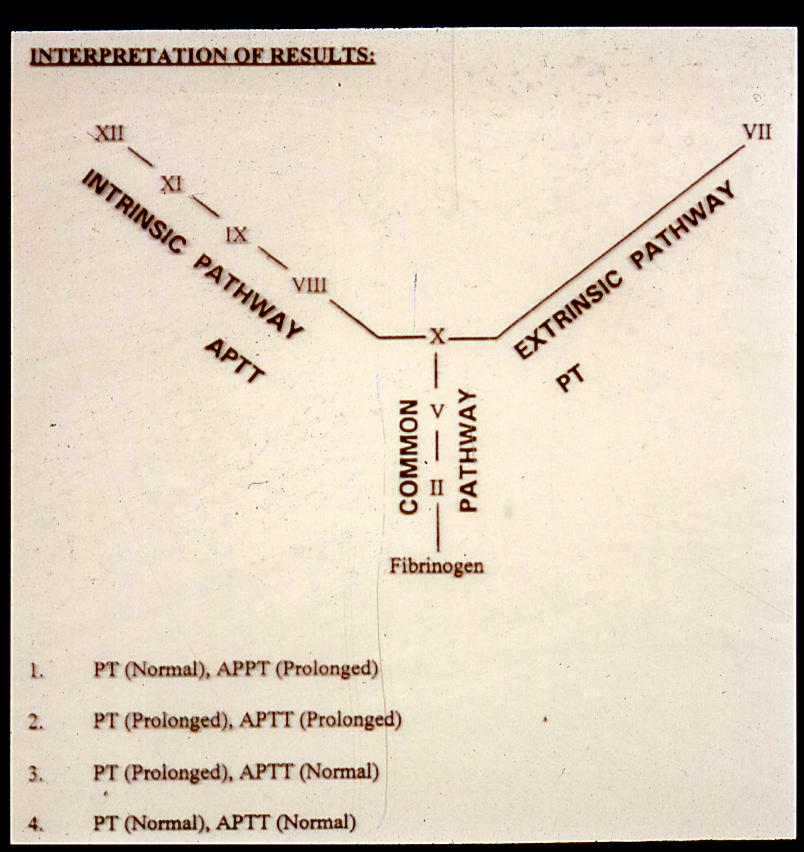 INTERPRETATION OF RESULTS:
XII
VII
XI
IX
VIII
INTRINSIC PATHWAY
APTT
X
EXTRINSIC PATHWAY
PT
V
COMMON
PATHWAY
II
Fibrinogen
1. PT (Normal), APPT (Prolonged)
2. PT (Prolonged), APTT (Prolonged)
3. PT (Prolonged), APTT (Normal)
4. PT (Normal), APTT (Normal)